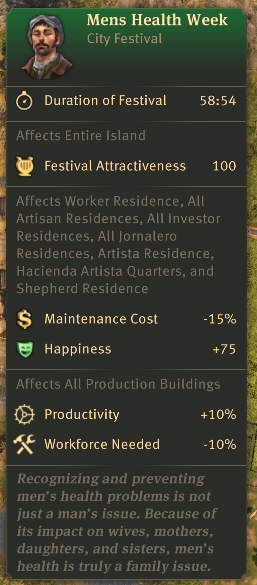 Mens Health Week
City Festival
Duration of Festival 58:54
Affects Entire Island
Festival Attractiveness 100
Affects Worker Residence, All
Artisan Residences, All Investor
Residences, All Jornalero
Residences, Artista Residence,
Hacienda Artista Quarters, and
Shepherd Residence
Maintenance Cost -15%
Happiness +75
Affects All Production Buildings
Productivity +10%
Workforce Needed -10%
Recognizing and preventing
men's health problems is not
just a man's issue. Because of
its impact on wives, mothers,
daughters, and sisters, men's
health is truly a family issue.